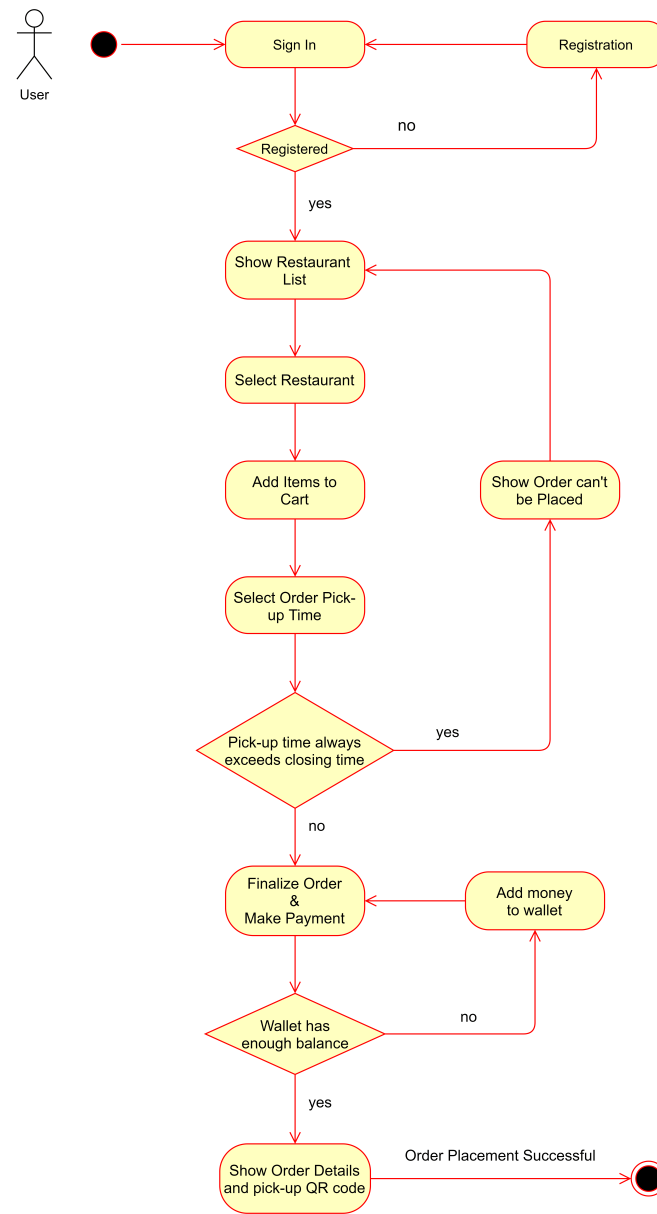 User
Sign In
Registration
no
Registered
yes
Show Restaurant
List
Select Restaurant
Add Items to
Cart
Show Order can't
be Placed
Select Order Pick-
up Time
yes
Pick-up time always
exceeds closing time
no
Finalize Order
&
Make Payment
Add money
to wallet
no
Wallet has
enough balance
yes
Order Placement Successful
Show Order Details
and pick-up QR code